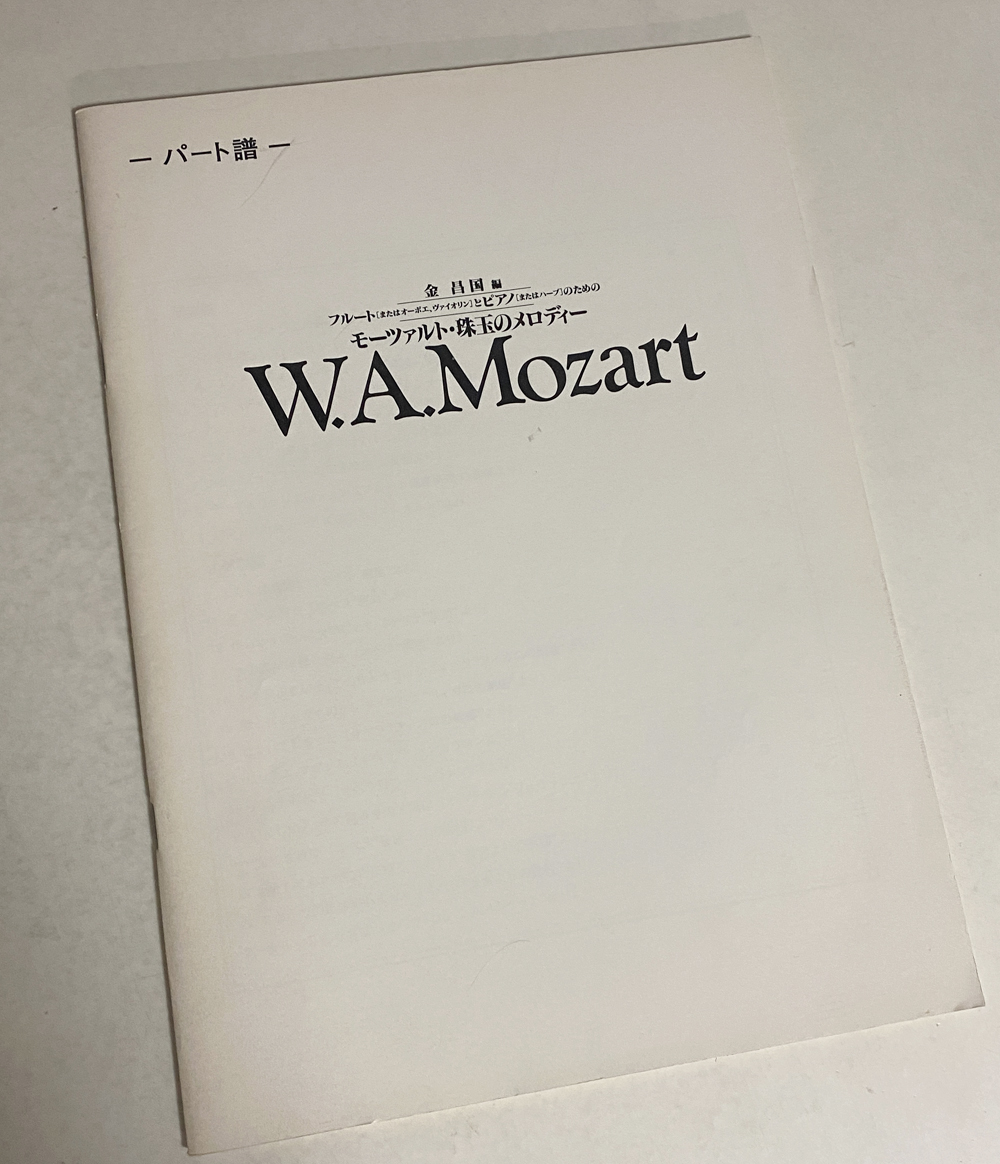 — パート譜 —
金 昌国 編
フルート〔またはオーボエ、ヴァイオリン〕とピアノ〔またはハープ〕のための
モーツァルト・珠玉のメロディー
W.A.Mozart